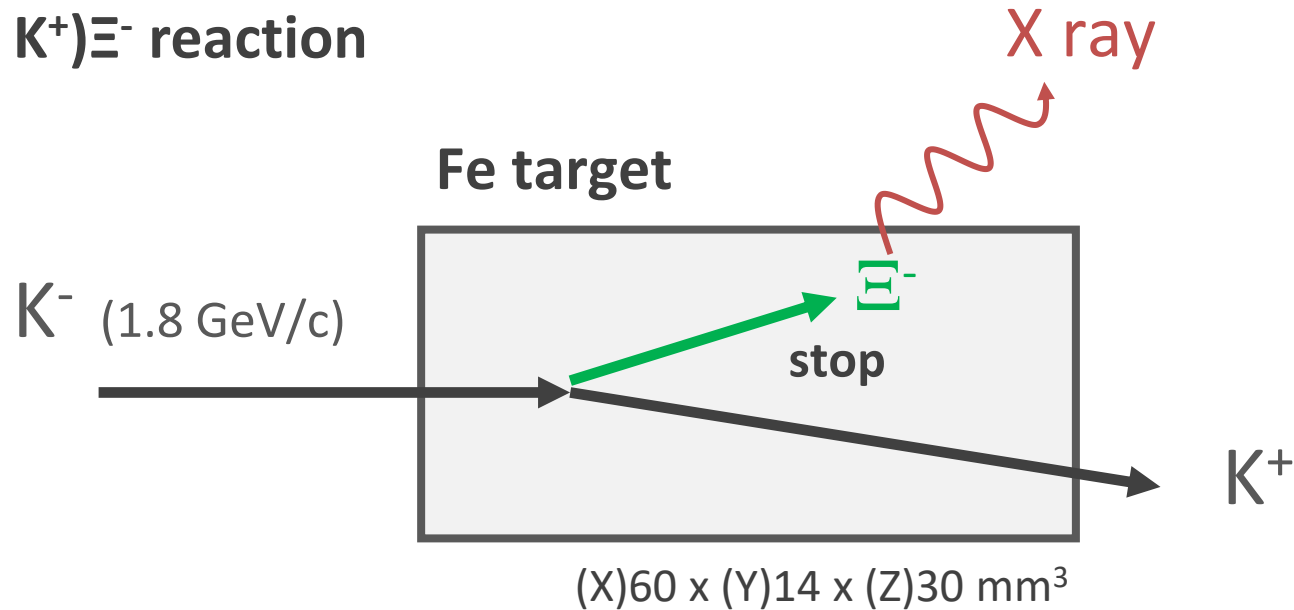 K⁺)Ξ⁻ reaction
X ray
Fe target
K⁻ (1.8 GeV/c)
Ξ⁻
stop
K⁺
(X)60 x (Y)14 x (Z)30 mm³